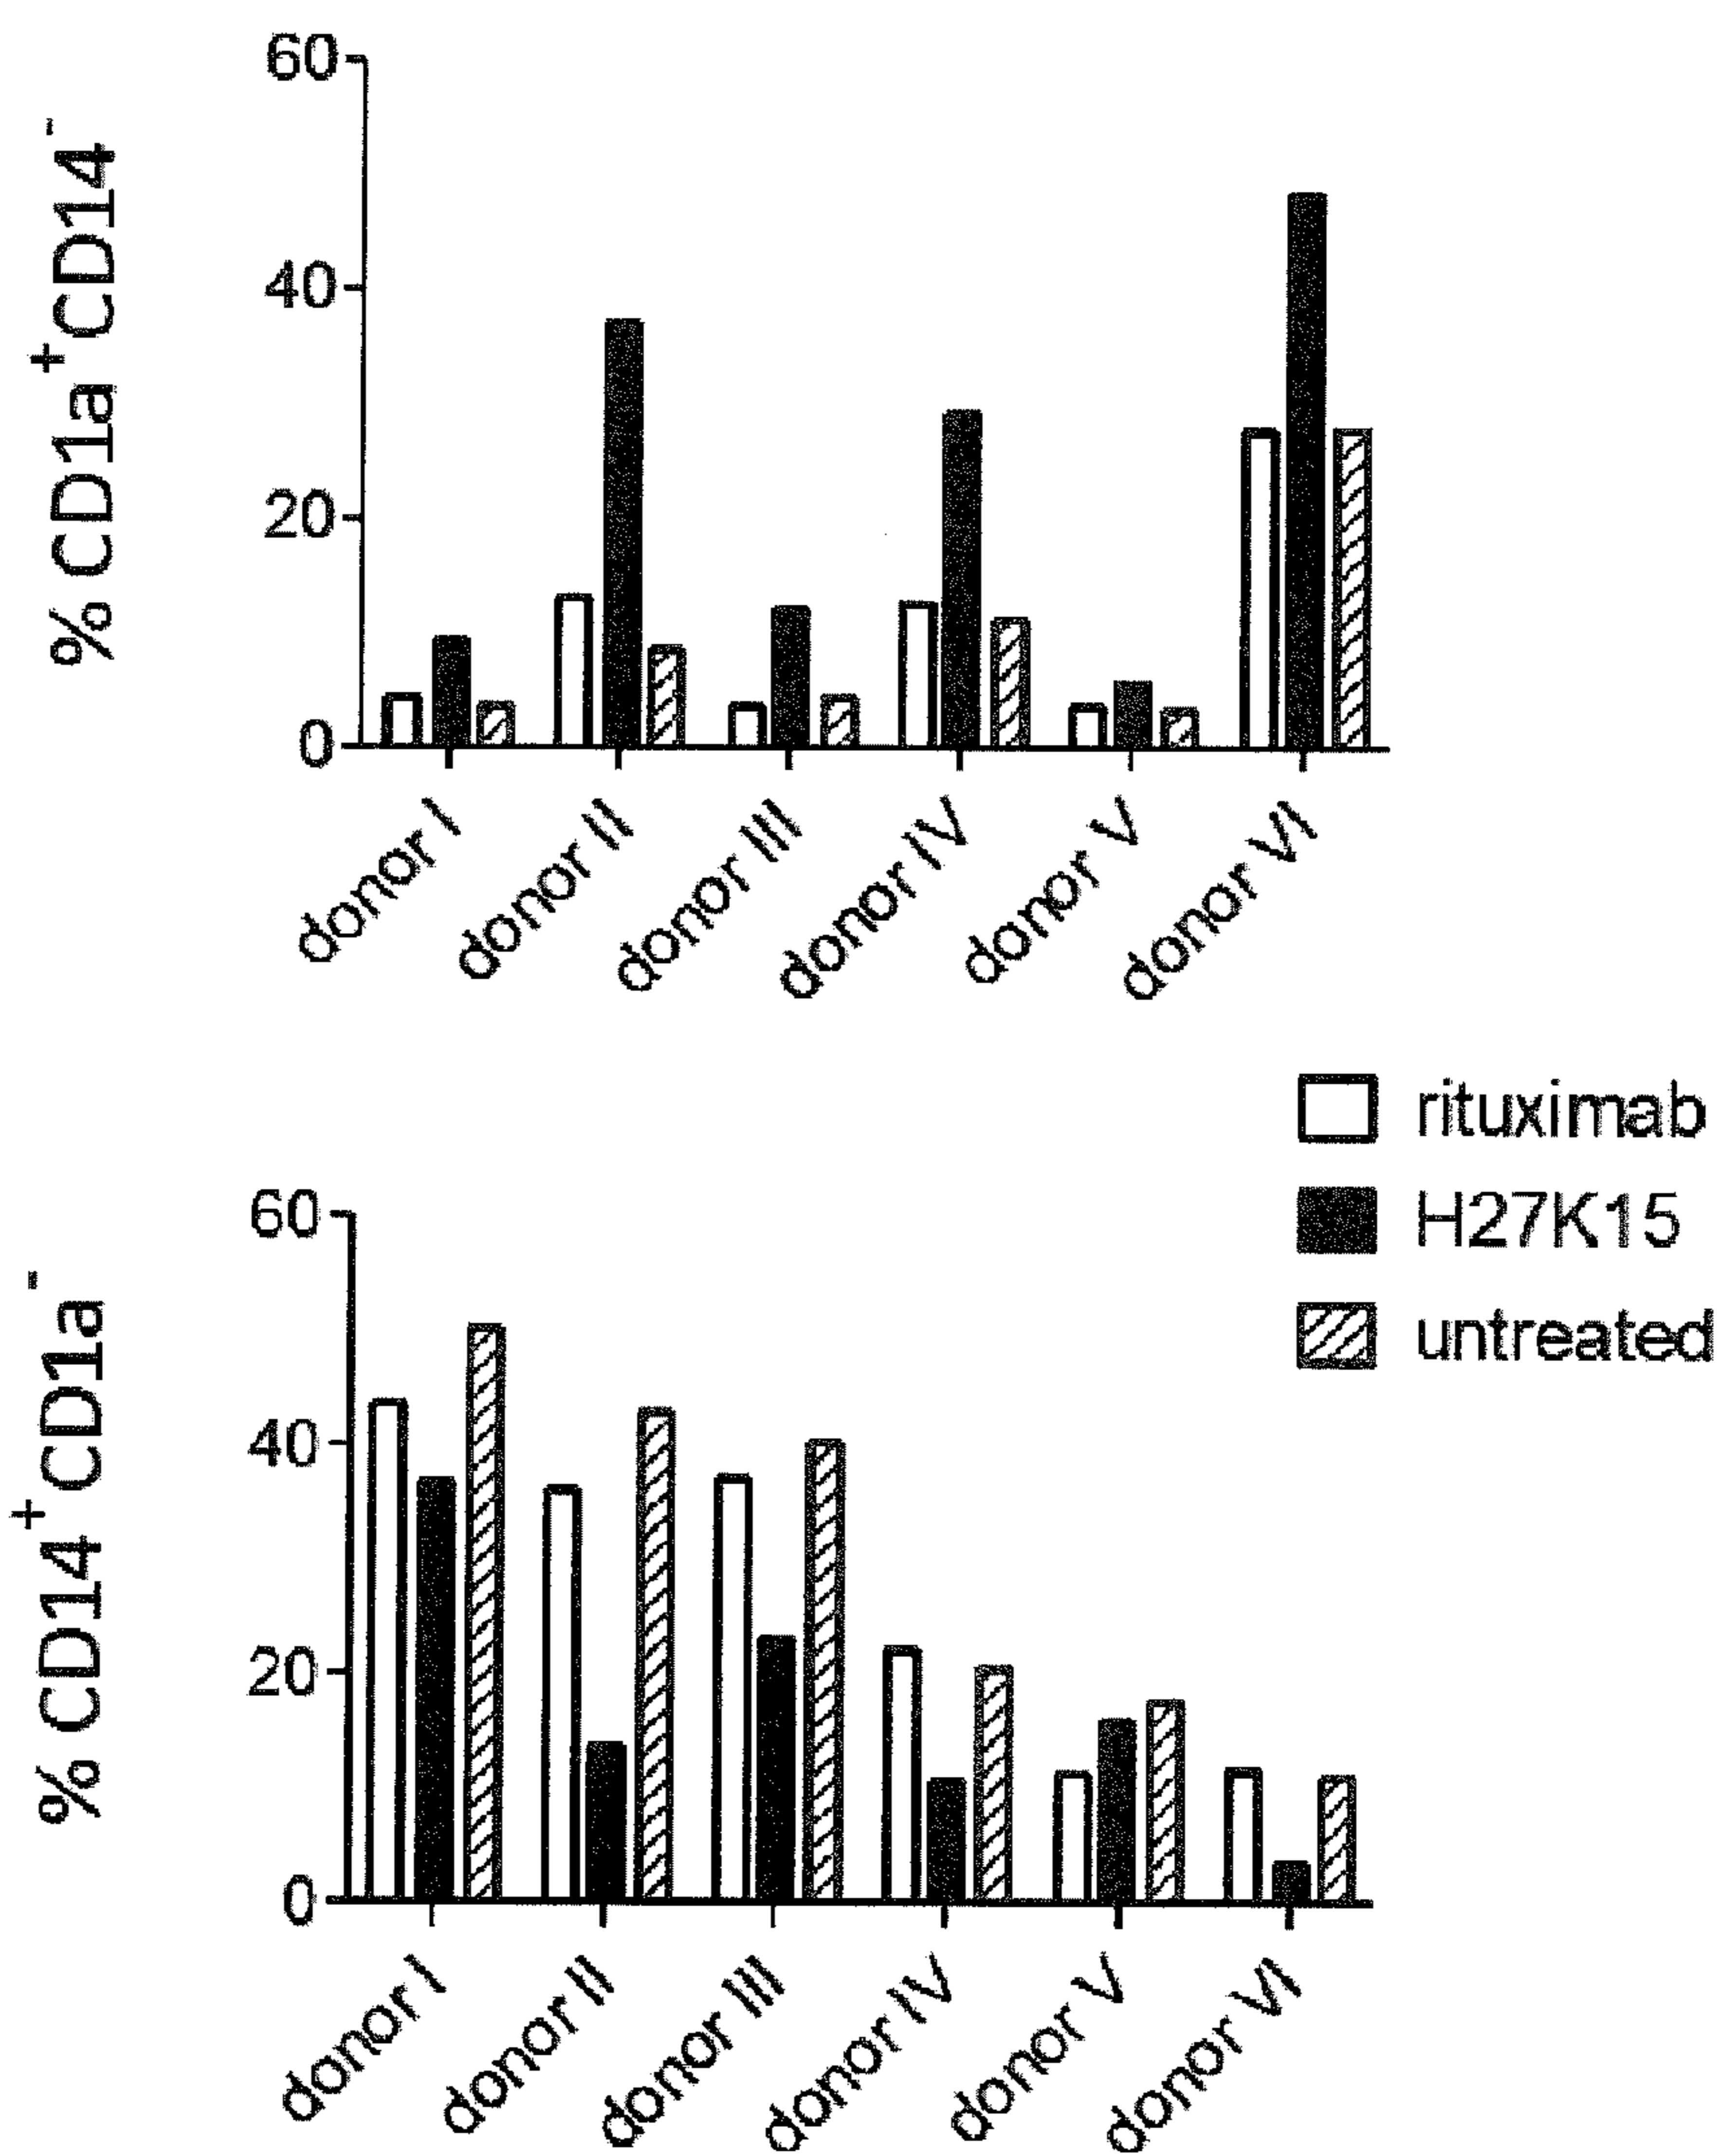 % CD1a⁺CD14⁻
60
40
20
0
donor I
donor II
donor III
donor IV
donor V
donor VI
rituximab
H27K15
untreated
% CD14⁺CD1a⁻
60
40
20
0
donor I
donor II
donor III
donor IV
donor V
donor VI